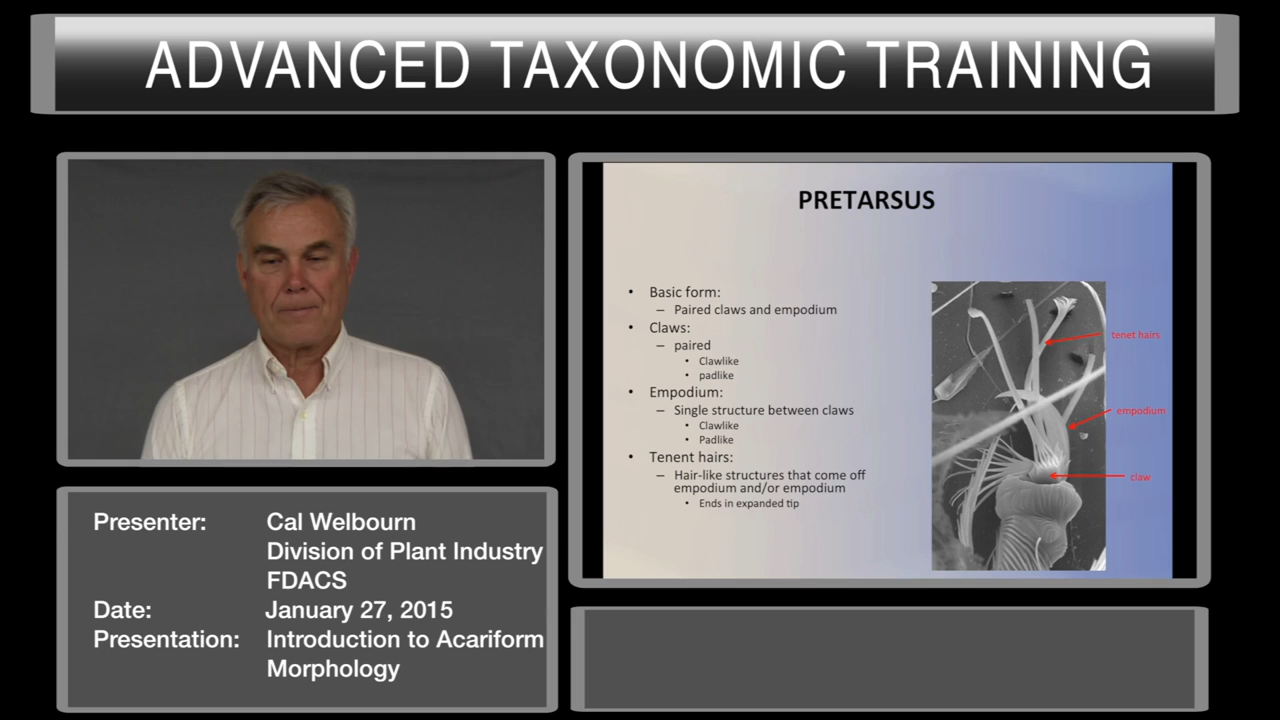 ADVANCED TAXONOMIC TRAINING
PRETARSUS
• Basic form:
– Paired claws and empodium
• Claws:
– paired
• Clawlike
• padlike
• Empodium:
– Single structure between claws
• Clawlike
• Padlike
• Tenent hairs:
– Hair-like structures that come off
empodium and/or empodium
• Ends in expanded tip
tenet hairs
empodium
claw
Presenter: Cal Welbourn
Division of Plant Industry
FDACS
Date: January 27, 2015
Presentation: Introduction to Acariform
Morphology